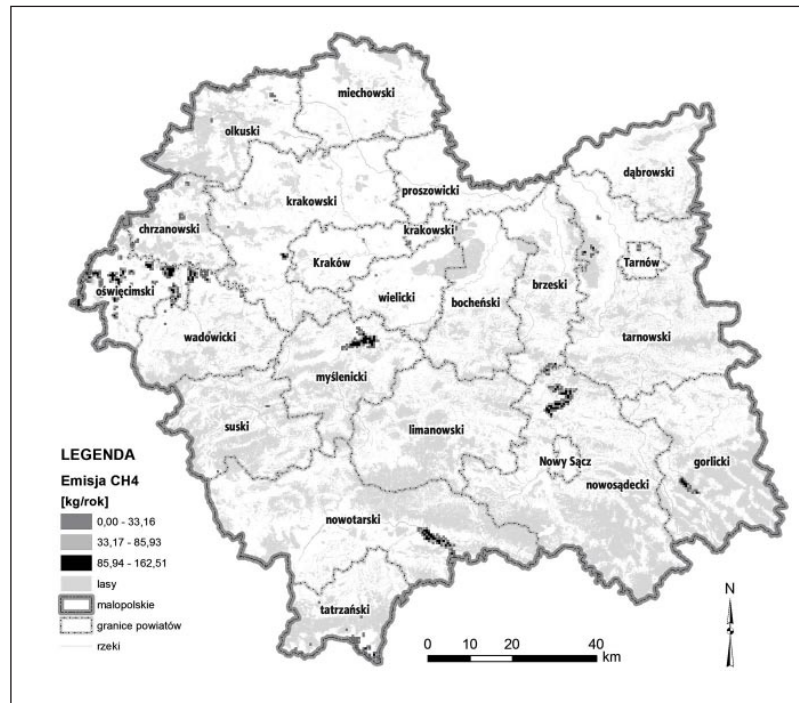 miechowski
olkuski
dąbrowski
proszowicki
krakowski
chrzanowski
krakowski
Kraków
Tarnów
oświęcimski
brzeski
wielicki
bocheński
wadowicki
tarnowski
myślenicki
suski
limanowski
gorlicki
Nowy Sącz
nowosądecki
nowotarski
tatrzański
LEGENDA
Emisja CH4
[kg/rok]
0,00 - 33,16
33,17 - 85,93
85,94 - 162,51
lasy
malopolskie
granice powiatów
rzeki
N
0 10 20 40
km